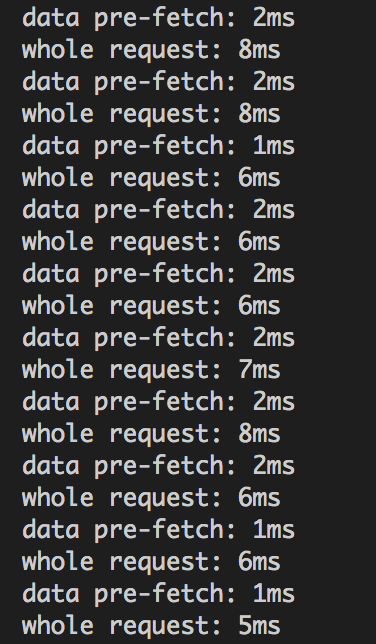 data pre-fetch: 2ms
whole request: 8ms
data pre-fetch: 2ms
whole request: 8ms
data pre-fetch: 1ms
whole request: 6ms
data pre-fetch: 2ms
whole request: 6ms
data pre-fetch: 2ms
whole request: 6ms
data pre-fetch: 2ms
whole request: 7ms
data pre-fetch: 2ms
whole request: 8ms
data pre-fetch: 2ms
whole request: 6ms
data pre-fetch: 1ms
whole request: 6ms
data pre-fetch: 1ms
whole request: 5ms